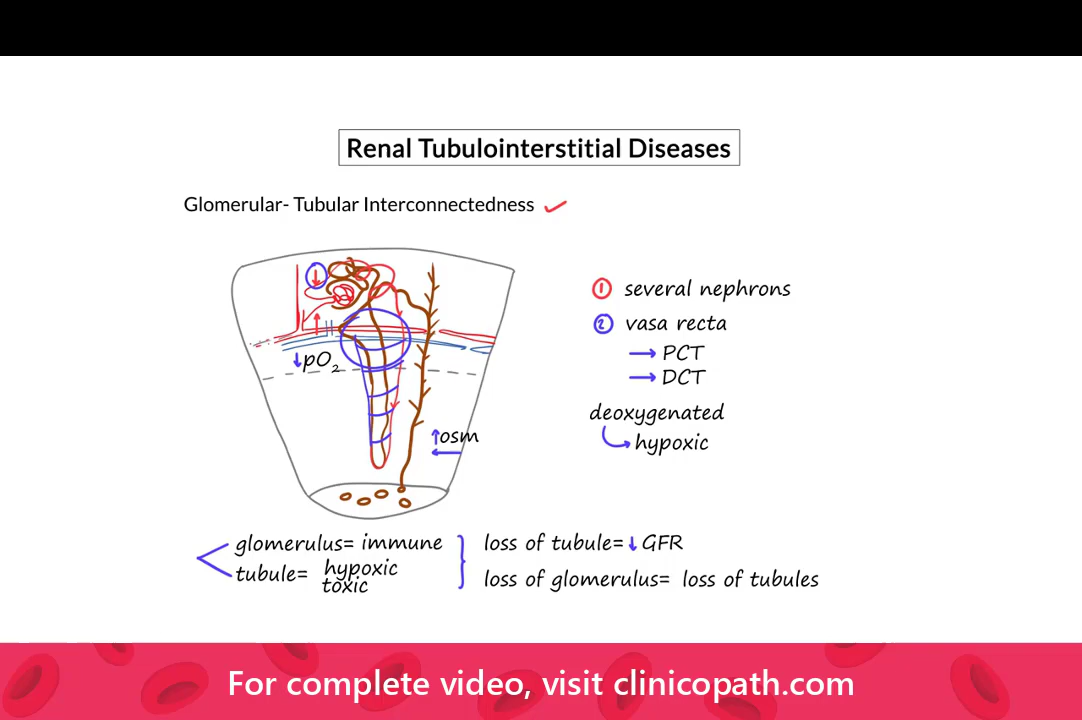 Renal Tubulointerstitial Diseases
Glomerular- Tubular Interconnectedness ✓
① several nephrons
② vasa recta
→ PCT
→ DCT
↓pO₂
deoxygenated
↳ hypoxic
↑osm
glomerulus= immune
tubule= hypoxic
toxic
loss of tubule= ↓ GFR
loss of glomerulus= loss of tubules
For complete video, visit clinicopath.com